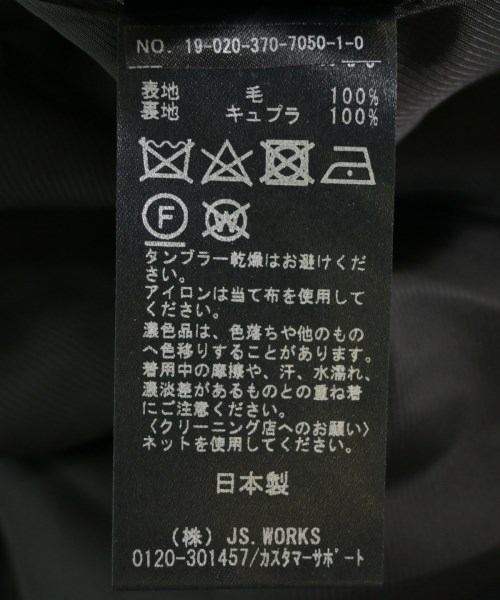 NO. 19-020-370-7050-1-0
表地 毛 100%
裏地 キュプラ 100%
F W
タンブラー乾燥はお避けくだ
さい。
アイロンは当て布を使用して
ください。
濃色品は、色落ちや他のもの
へ色移りすることがあります。
着用中の摩擦や、汗、水濡れ、
濃淡差があるものとの重ね着
にご注意ください。
〈クリーニング店へのお願い〉
ネットを使用してください。
日本製
(株) JS. WORKS
0120-301457/カスタマーサポート